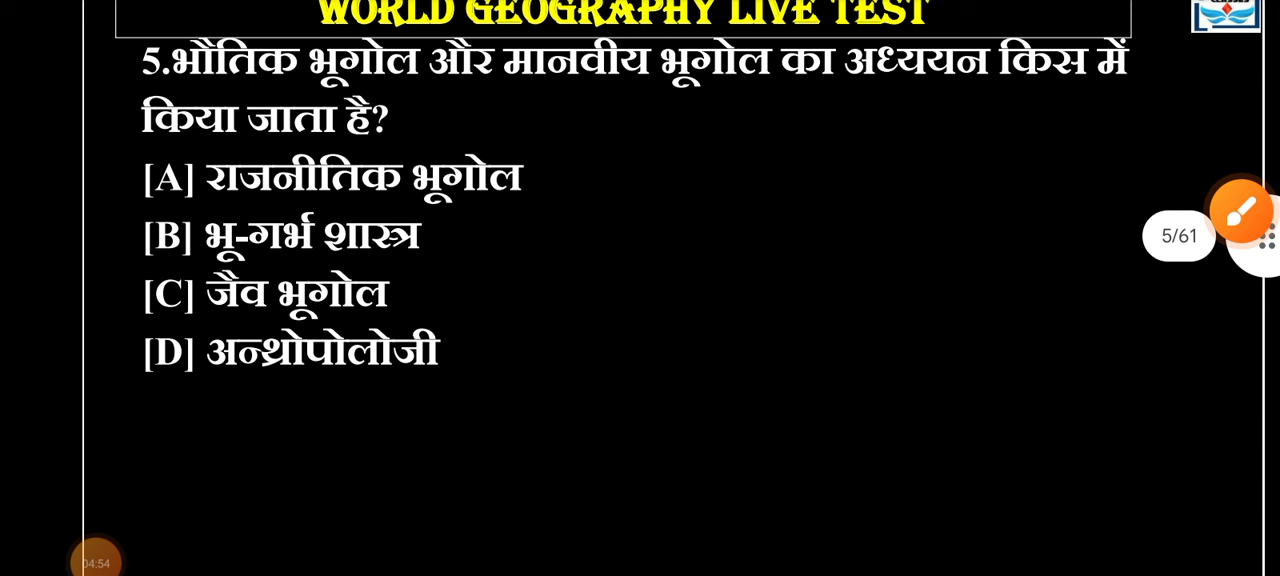 WORLD GEOGRAPHY LIVE TEST
5.भौतिक भूगोल और मानवीय भूगोल का अध्ययन किस में
किया जाता है?
[A] राजनीतिक भूगोल
[B] भू-गर्भ शास्त्र
[C] जैव भूगोल
[D] अन्थ्रोपोलोजी
5/61
04:54